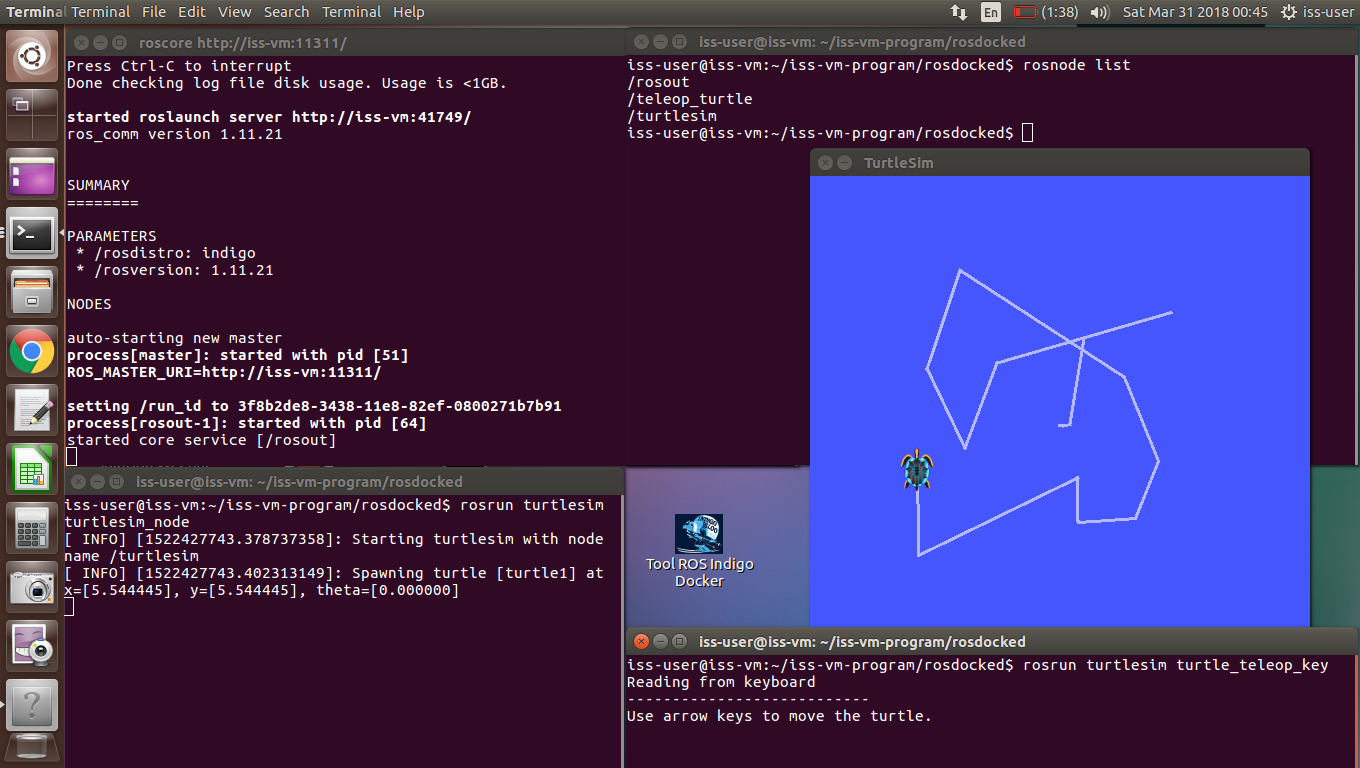 Terminal Terminal File Edit View Search Terminal Help
En (1:38) Sat Mar 31 2018 00:45 iss-user
roscore http://iss-vm:11311/
Press Ctrl-C to interrupt
Done checking log file disk usage. Usage is <1GB.
started roslaunch server http://iss-vm:41749/
ros_comm version 1.11.21
SUMMARY
========
PARAMETERS
* /rosdistro: indigo
* /rosversion: 1.11.21
NODES
auto-starting new master
process[master]: started with pid [51]
ROS_MASTER_URI=http://iss-vm:11311/
setting /run_id to 3f8b2de8-3438-11e8-82ef-0800271b7b91
process[rosout-1]: started with pid [64]
started core service [/rosout]
iss-user@iss-vm: ~/iss-vm-program/rosdocked
iss-user@iss-vm:~/iss-vm-program/rosdocked$ rosnode list
/rosout
/teleop_turtle
/turtlesim
iss-user@iss-vm:~/iss-vm-program/rosdocked$
TurtleSim
iss-user@iss-vm: ~/iss-vm-program/rosdocked
iss-user@iss-vm:~/iss-vm-program/rosdocked$ rosrun turtlesim
turtlesim_node
[ INFO] [1522427743.378737358]: Starting turtlesim with node
name /turtlesim
[ INFO] [1522427743.402313149]: Spawning turtle [turtle1] at
x=[5.544445], y=[5.544445], theta=[0.000000]
Tool ROS Indigo
Docker
iss-user@iss-vm: ~/iss-vm-program/rosdocked
iss-user@iss-vm:~/iss-vm-program/rosdocked$ rosrun turtlesim turtle_teleop_key
Reading from keyboard
---------------------------
Use arrow keys to move the turtle.